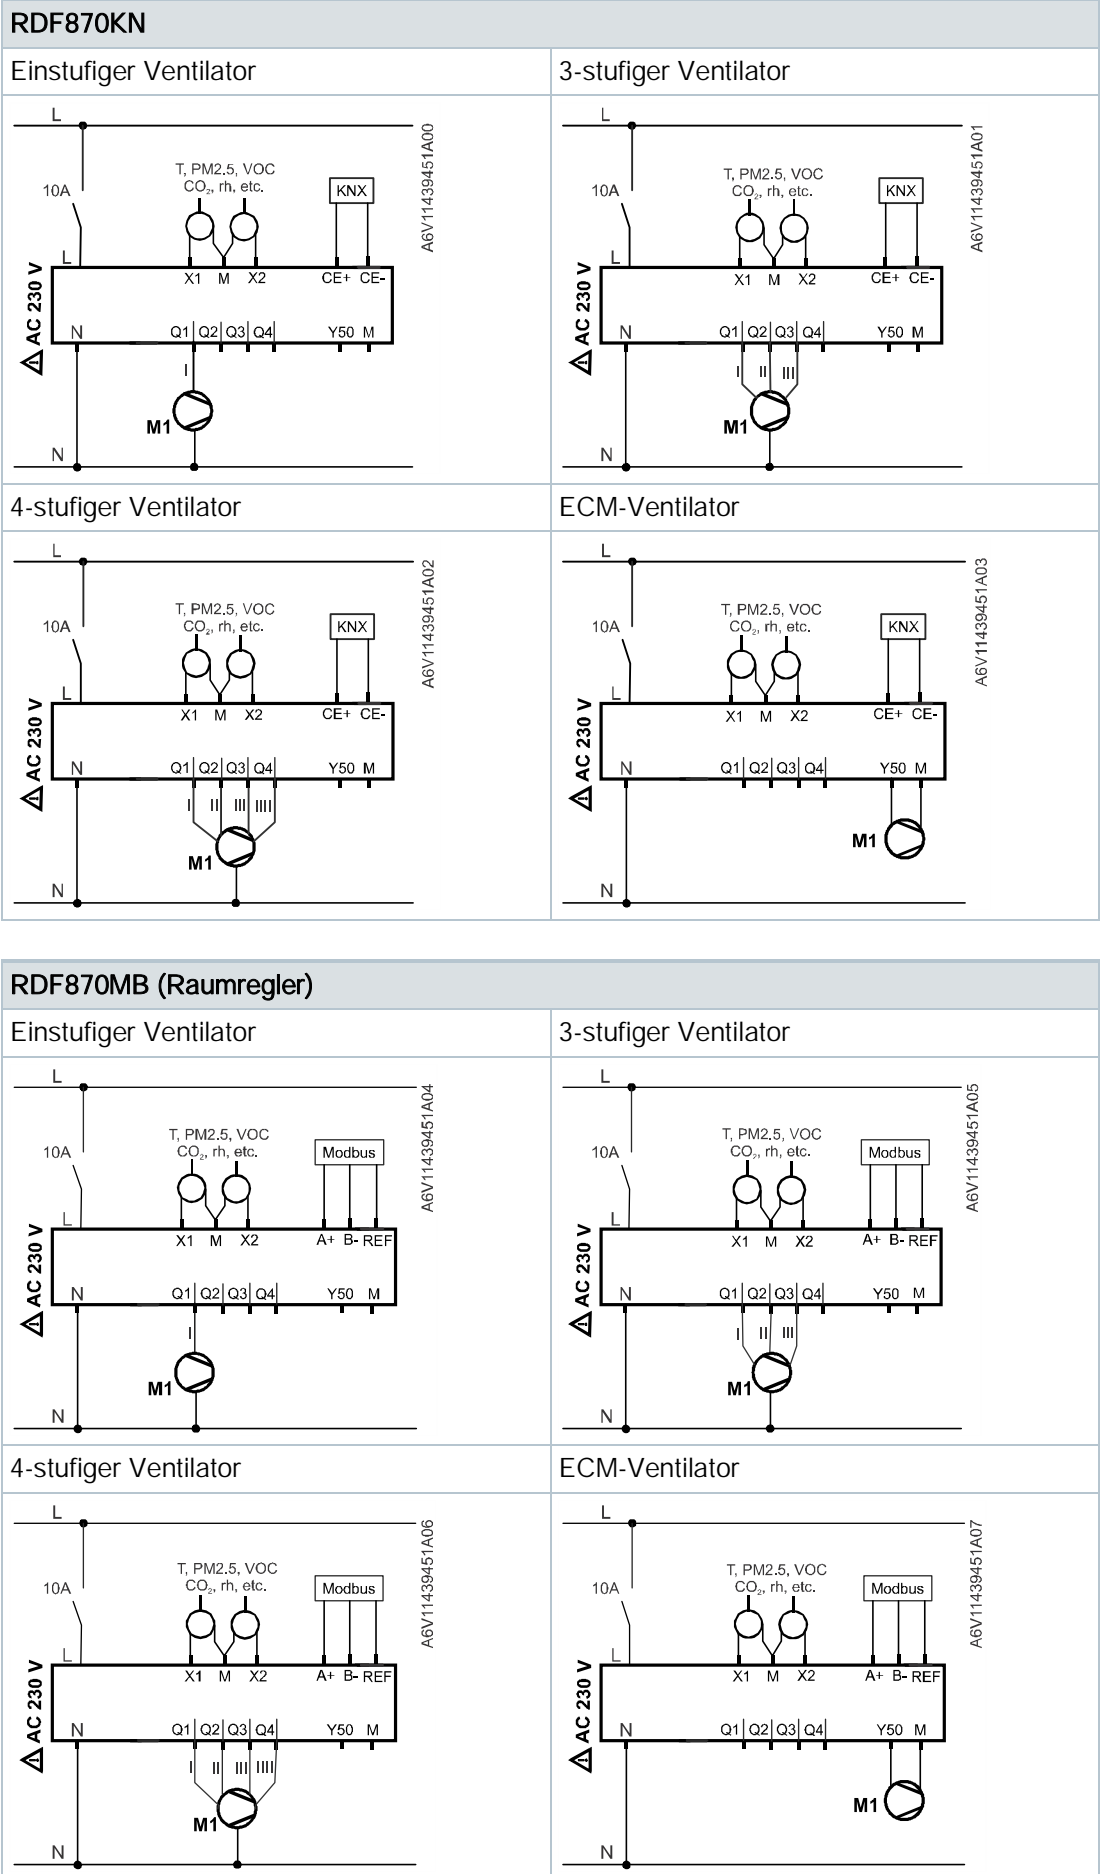 RDF870KN
Einstufiger Ventilator
3-stufiger Ventilator
L
10A
T, PM2.5, VOC
CO₂, rh, etc.
KNX
A6V11439451A00
L
X1 M X2 CE+ CE-
AC 230 V
N Q1 Q2 Q3 Q4 Y50 M
I
M1
N
L
10A
T, PM2.5, VOC
CO₂, rh, etc.
KNX
A6V11439451A01
L
X1 M X2 CE+ CE-
AC 230 V
N Q1 Q2 Q3 Q4 Y50 M
I II III
M1
N
4-stufiger Ventilator
ECM-Ventilator
L
10A
T, PM2.5, VOC
CO₂, rh, etc.
KNX
A6V11439451A02
L
X1 M X2 CE+ CE-
AC 230 V
N Q1 Q2 Q3 Q4 Y50 M
I II III IIII
M1
N
L
10A
T, PM2.5, VOC
CO₂, rh, etc.
KNX
A6V11439451A03
L
X1 M X2 CE+ CE-
AC 230 V
N Q1 Q2 Q3 Q4 Y50 M
M1
N
RDF870MB (Raumregler)
Einstufiger Ventilator
3-stufiger Ventilator
L
10A
T, PM2.5, VOC
CO₂, rh, etc.
Modbus
A6V11439451A04
L
X1 M X2 A+ B- REF
AC 230 V
N Q1 Q2 Q3 Q4 Y50 M
I
M1
N
L
10A
T, PM2.5, VOC
CO₂, rh, etc.
Modbus
A6V11439451A05
L
X1 M X2 A+ B- REF
AC 230 V
N Q1 Q2 Q3 Q4 Y50 M
I II III
M1
N
4-stufiger Ventilator
ECM-Ventilator
L
10A
T, PM2.5, VOC
CO₂, rh, etc.
Modbus
A6V11439451A06
L
X1 M X2 A+ B- REF
AC 230 V
N Q1 Q2 Q3 Q4 Y50 M
I II III IIII
M1
N
L
10A
T, PM2.5, VOC
CO₂, rh, etc.
Modbus
A6V11439451A07
L
X1 M X2 A+ B- REF
AC 230 V
N Q1 Q2 Q3 Q4 Y50 M
M1
N